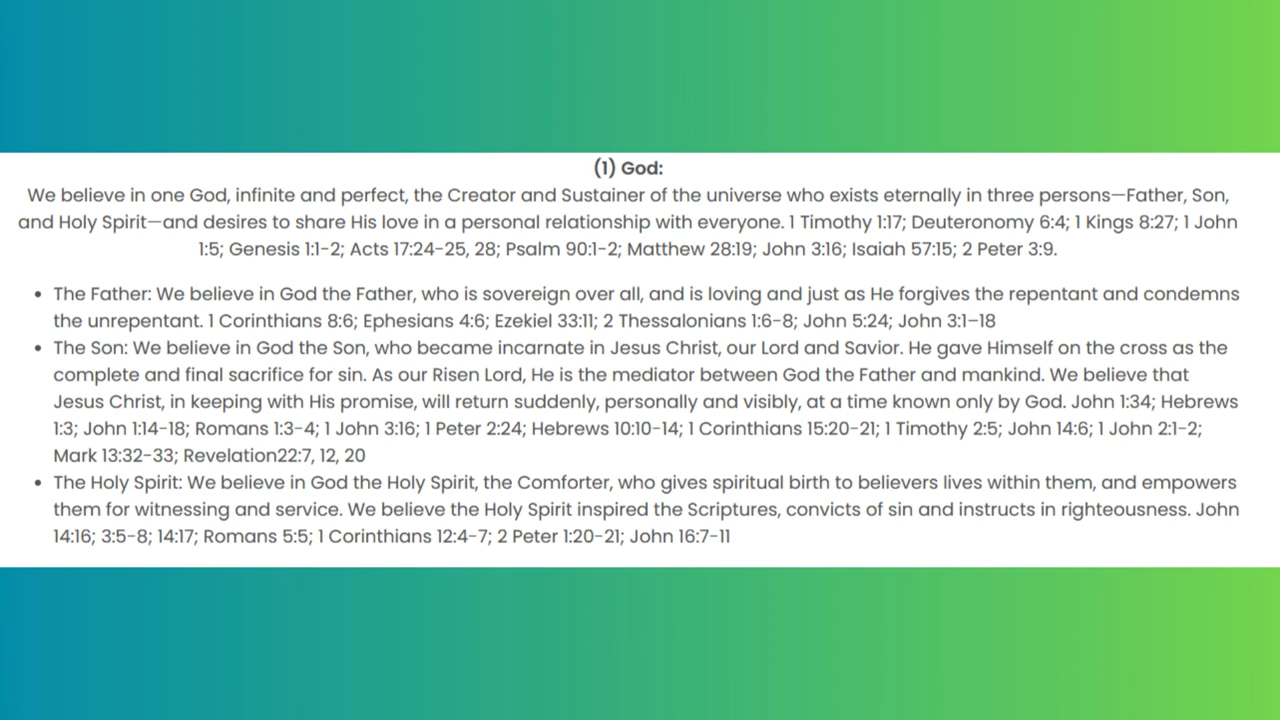 (1) God:
We believe in one God, infinite and perfect, the Creator and Sustainer of the universe who exists eternally in three persons—Father, Son,
and Holy Spirit—and desires to share His love in a personal relationship with everyone. 1 Timothy 1:17; Deuteronomy 6:4; 1 Kings 8:27; 1 John
1:5; Genesis 1:1-2; Acts 17:24-25, 28; Psalm 90:1-2; Matthew 28:19; John 3:16; Isaiah 57:15; 2 Peter 3:9.
• The Father: We believe in God the Father, who is sovereign over all, and is loving and just as He forgives the repentant and condemns
the unrepentant. 1 Corinthians 8:6; Ephesians 4:6; Ezekiel 33:11; 2 Thessalonians 1:6-8; John 5:24; John 3:1–18
• The Son: We believe in God the Son, who became incarnate in Jesus Christ, our Lord and Savior. He gave Himself on the cross as the
complete and final sacrifice for sin. As our Risen Lord, He is the mediator between God the Father and mankind. We believe that
Jesus Christ, in keeping with His promise, will return suddenly, personally and visibly, at a time known only by God. John 1:34; Hebrews
1:3; John 1:14-18; Romans 1:3-4; 1 John 3:16; 1 Peter 2:24; Hebrews 10:10-14; 1 Corinthians 15:20-21; 1 Timothy 2:5; John 14:6; 1 John 2:1-2;
Mark 13:32-33; Revelation22:7, 12, 20
• The Holy Spirit: We believe in God the Holy Spirit, the Comforter, who gives spiritual birth to believers lives within them, and empowers
them for witnessing and service. We believe the Holy Spirit inspired the Scriptures, convicts of sin and instructs in righteousness. John
14:16; 3:5-8; 14:17; Romans 5:5; 1 Corinthians 12:4-7; 2 Peter 1:20-21; John 16:7-11